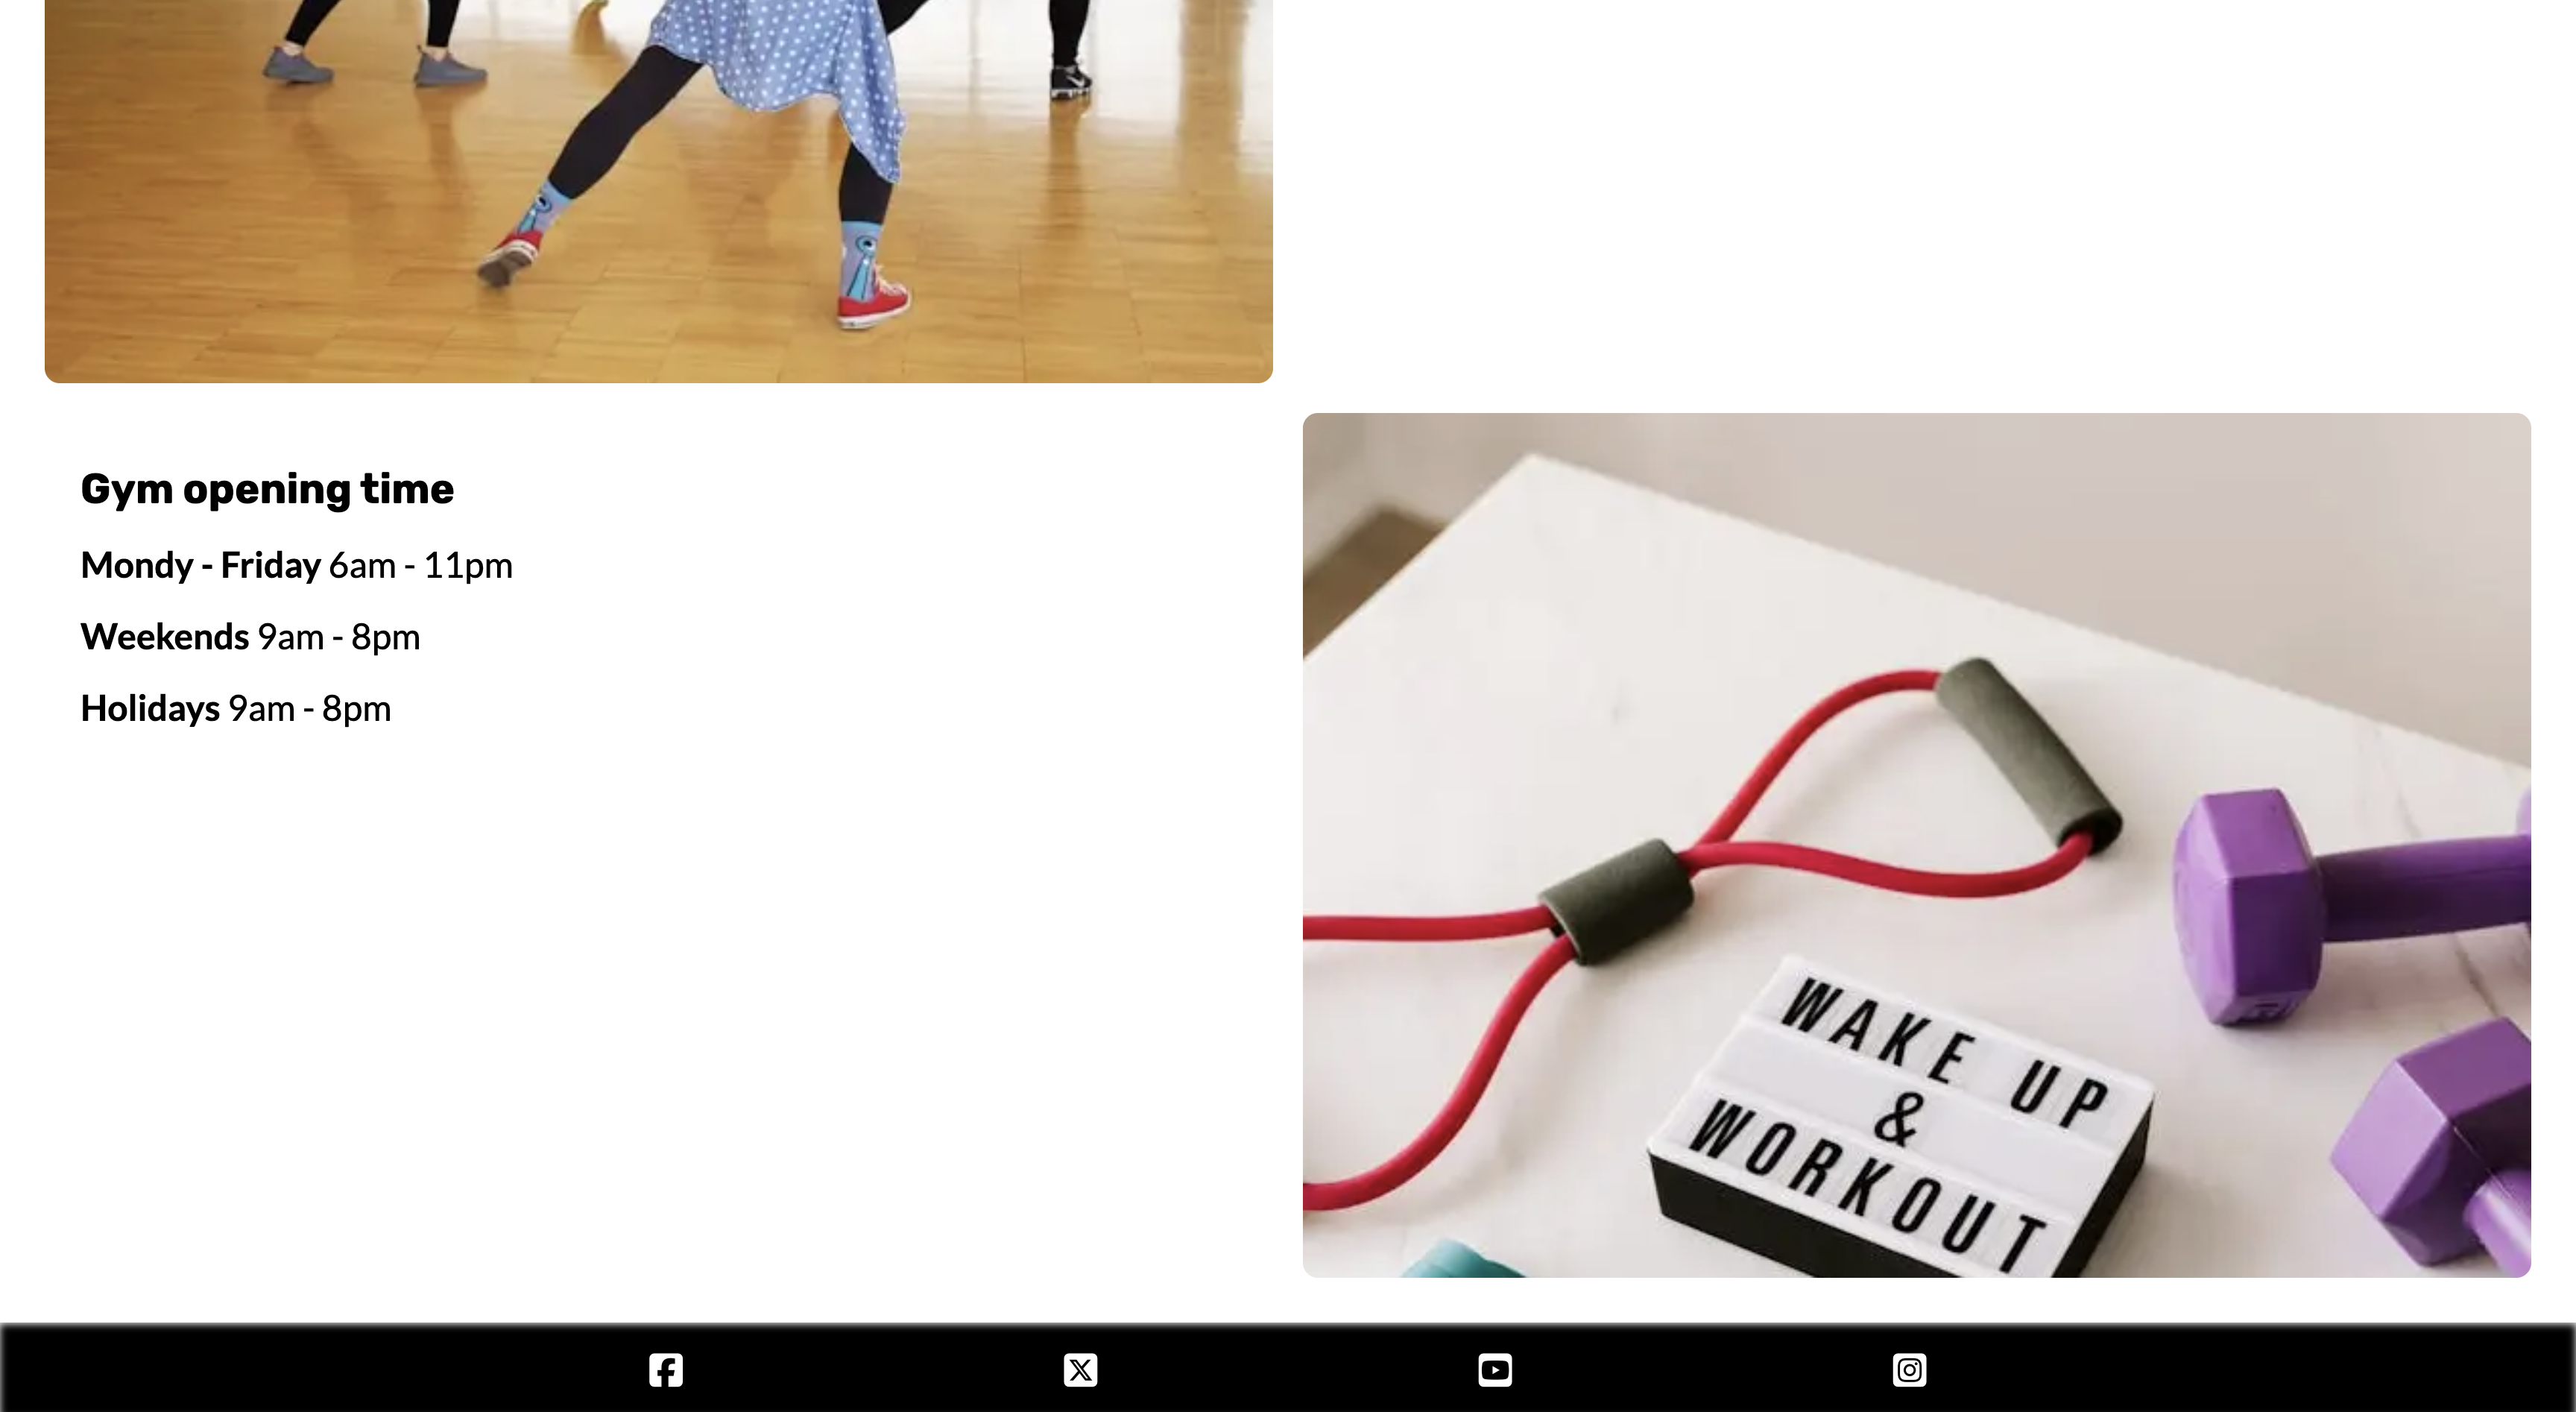 Gym opening time
Mondy - Friday 6am - 11pm
Weekends 9am - 8pm
Holidays 9am - 8pm
WAKE UP
&
WORKOUT